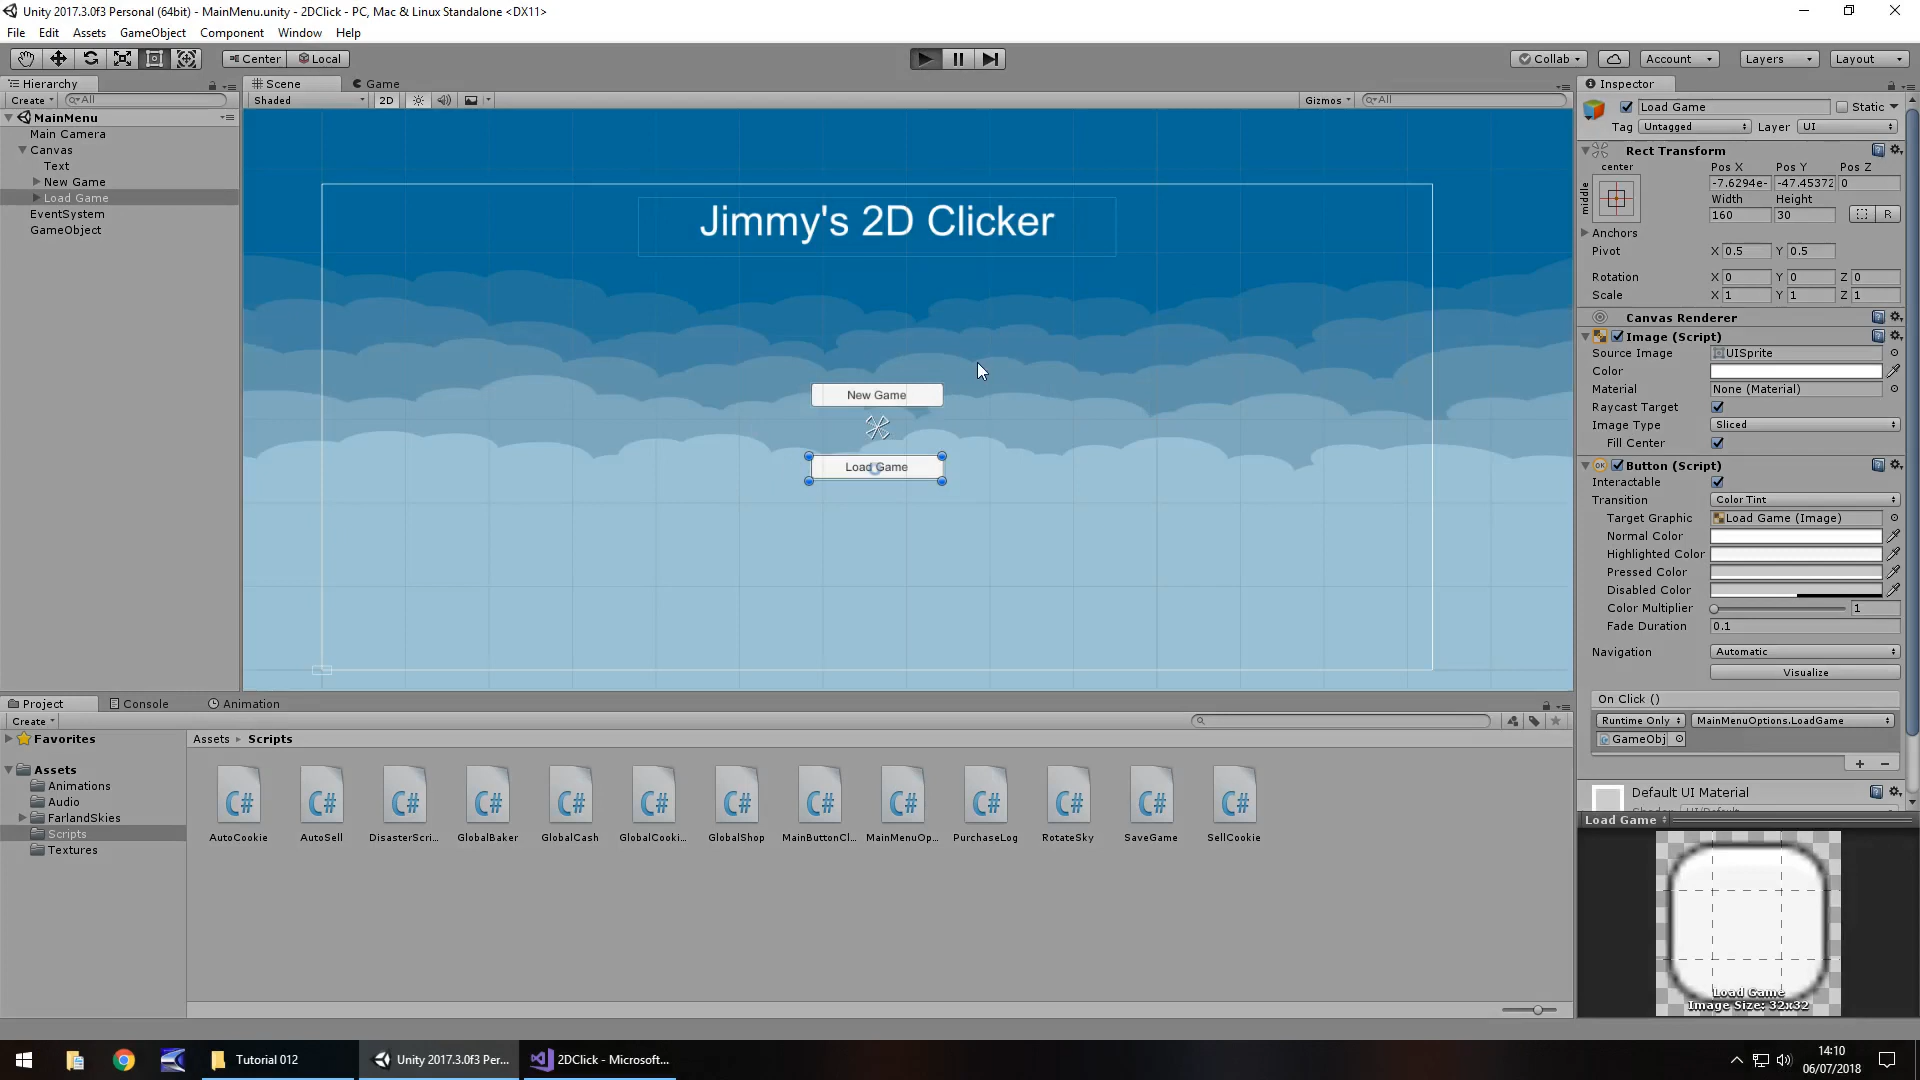 Unity 2017.3.0f3 Personal (64bit) - MainMenu.unity - 2DClick - PC, Mac & Linux Standalone <DX11>
File Edit Assets GameObject Component Window Help
Center Local Collab Account Layers Layout
Hierarchy Scene Game Inspector
Create All Shaded 2D Gizmos All
Load Game Static
Tag Untagged Layer UI
MainMenu
Main Camera
Canvas
Text
New Game
Load Game
EventSystem
GameObject
Jimmy's 2D Clicker
New Game
Load Game
Rect Transform
center Pos X Pos Y Pos Z
middle
-7.6294e- -47.45372 0
Width Height
160 30
R
Anchors
Pivot X 0.5 Y 0.5
Rotation X 0 Y 0 Z 0
Scale X 1 Y 1 Z 1
Canvas Renderer
Image (Script)
Source Image UISprite
Color
Material None (Material)
Raycast Target
Image Type Sliced
Fill Center
OK Button (Script)
Interactable
Transition Color Tint
Target Graphic Load Game (Image)
Normal Color
Highlighted Color
Pressed Color
Disabled Color
Color Multiplier 1
Fade Duration 0.1
Navigation Automatic
Visualize
On Click ()
Runtime Only MainMenuOptions.LoadGame
GameObj
+ −
Default UI Material
Load Game
Load Game
Image Size: 32x32
Project Console Animation
Create
Favorites
Assets
Animations
Audio
FarlandSkies
Scripts
Textures
Assets Scripts
C# C# C# C# C# C# C# C# C# C# C# C# C#
AutoCookie AutoSell DisasterScri... GlobalBaker GlobalCash GlobalCooki... GlobalShop MainButtonCl... MainMenuOp... PurchaseLog RotateSky SaveGame SellCookie
Tutorial 012 Unity 2017.3.0f3 Per... 2DClick - Microsoft...
14:10
06/07/2018